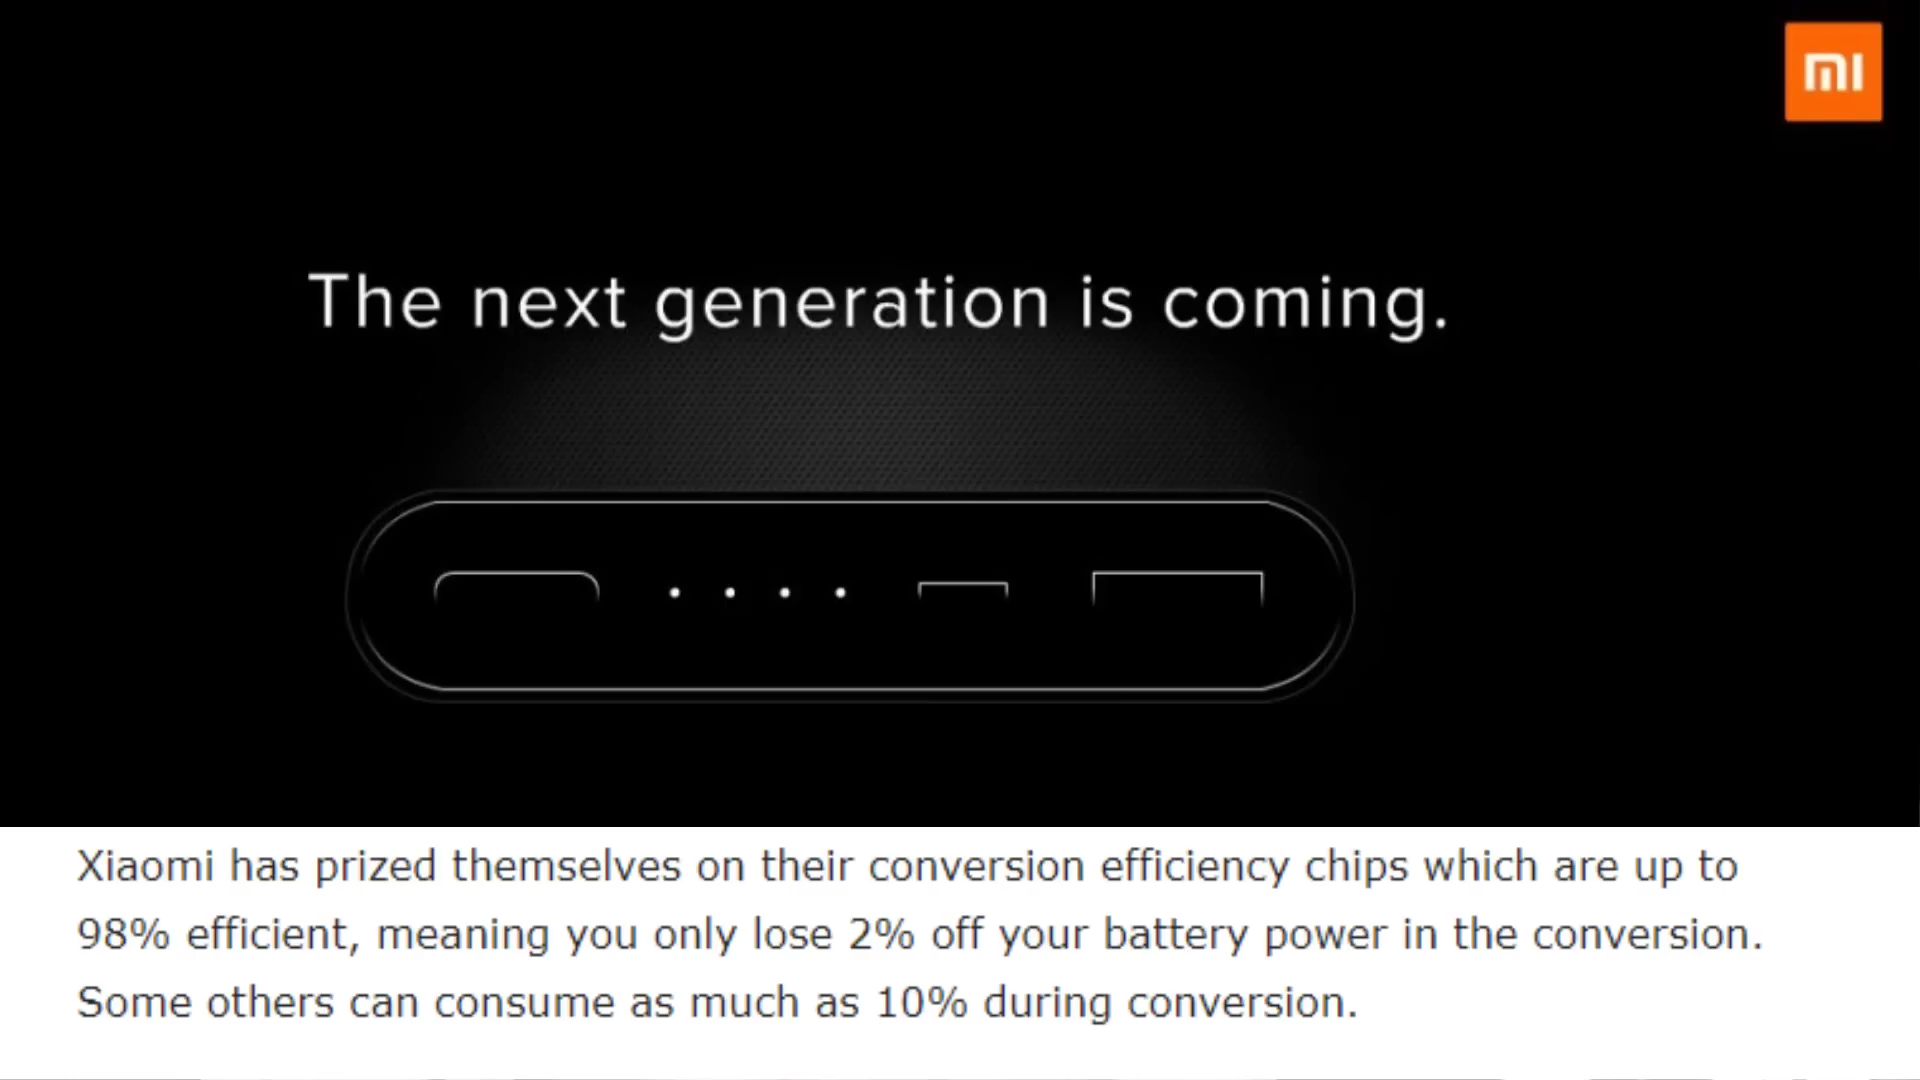 mı
The next generation is coming.
Xiaomi has prized themselves on their conversion efficiency chips which are up to
98% efficient, meaning you only lose 2% off your battery power in the conversion.
Some others can consume as much as 10% during conversion.